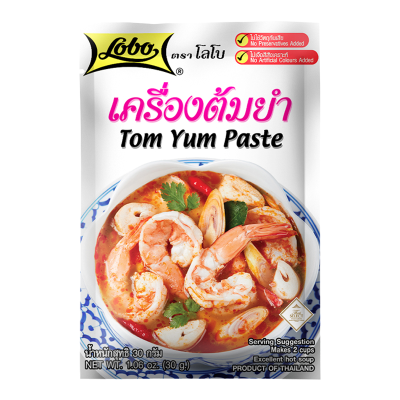 Lobo
ตรา โลโบ
®
ไม่ใช้วัตถุกันเสีย
No Preservatives Added
ไม่เจือสีสังเคราะห์
No Artificial Colours Added
เครื่องต้มยำ
Tom Yum Paste
น้ำหนักสุทธิ 30 กรัม
NET WT. 1.06 oz. (30 g.)
Serving Suggestion
Makes 2 cups
Excellent hot soup
PRODUCT OF THAILAND